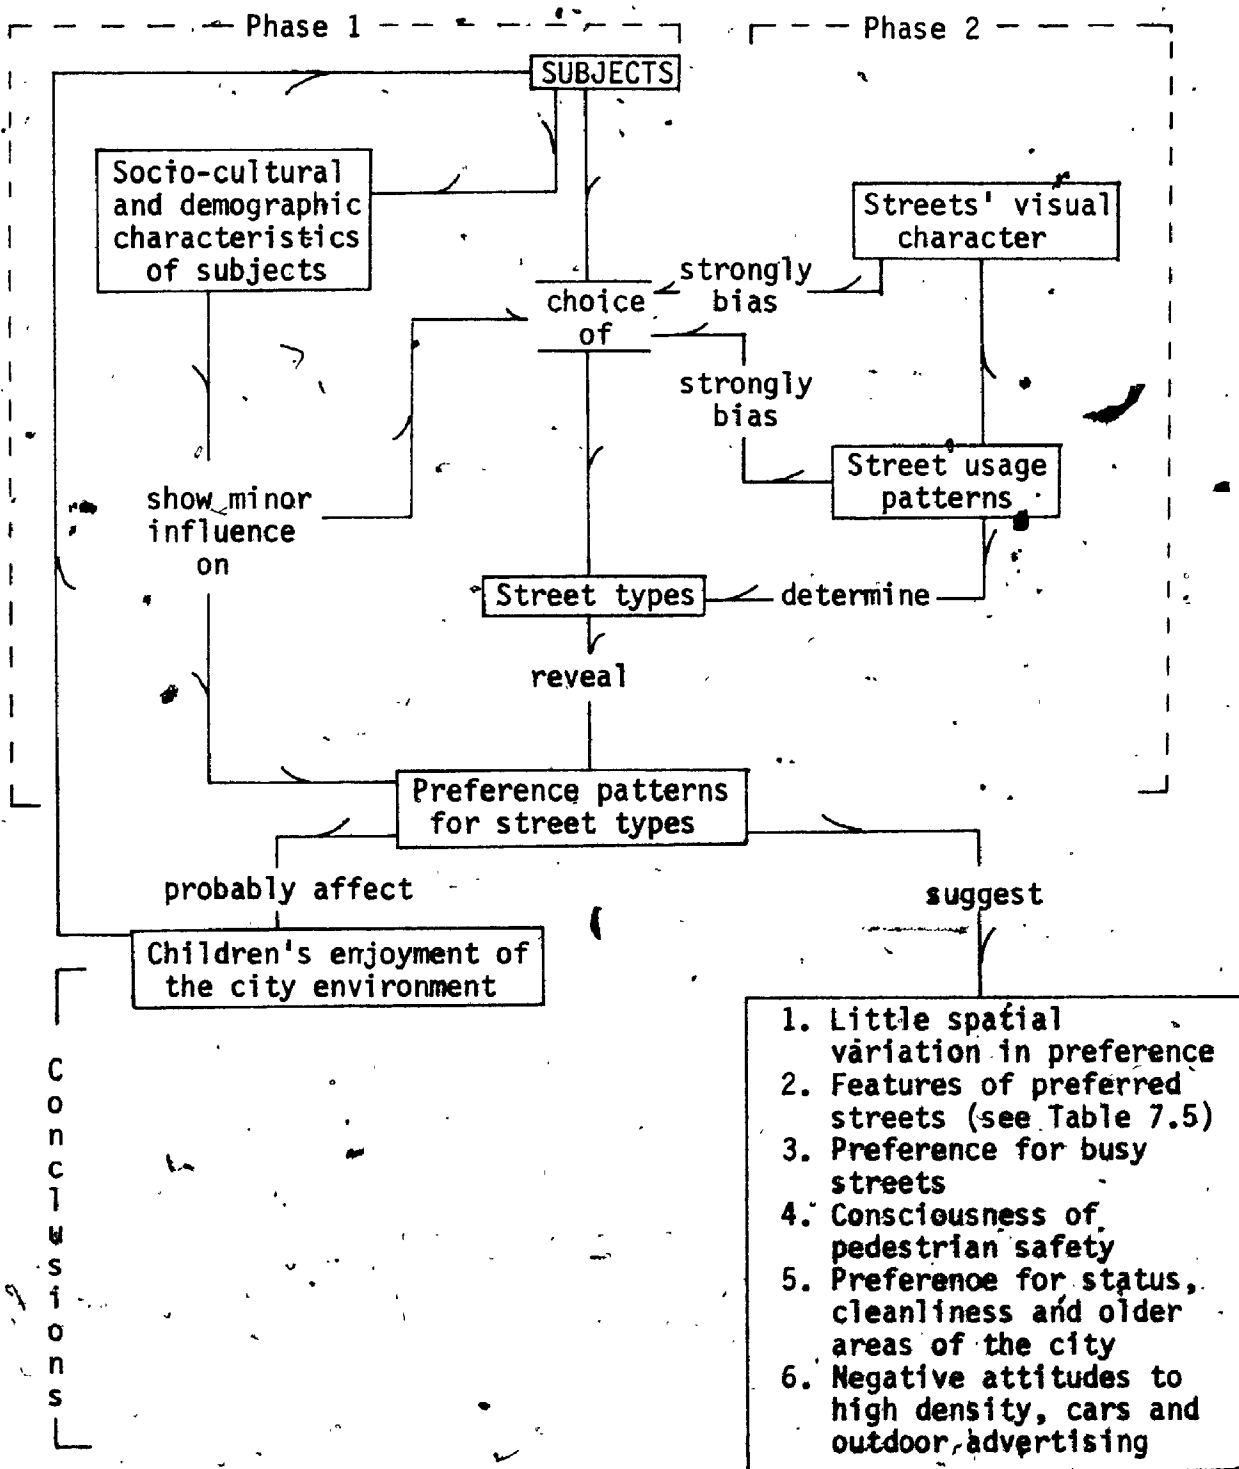 Phase 1
Phase 2
SUBJECTS
Socio-cultural
and demographic
characteristics
of subjects
Streets' visual
character
strongly
bias
choice
of
strongly
bias
Street usage
patterns
show minor
influence
on
Street types
determine
reveal
Preference patterns
for street types
probably affect
suggest
Children's enjoyment of
the city environment
Conclusions
1. Little spatial
variation in preference
2. Features of preferred
streets (see Table 7.5)
3. Preference for busy
streets
4. Consciousness of
pedestrian safety
5. Preference for status,
cleanliness and older
areas of the city
6. Negative attitudes to
high density, cars and
outdoor advertising